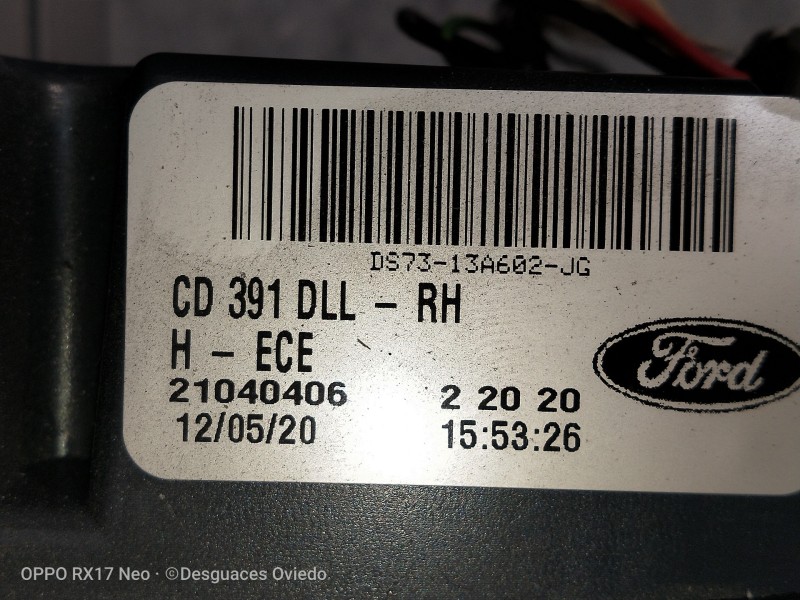 DS73-13A602-JG
CD 391 DLL - RH
H - ECE
21040406 2 20 20
12/05/20 15:53:26
Ford
OPPO RX17 Neo · ©Desguaces Oviedo